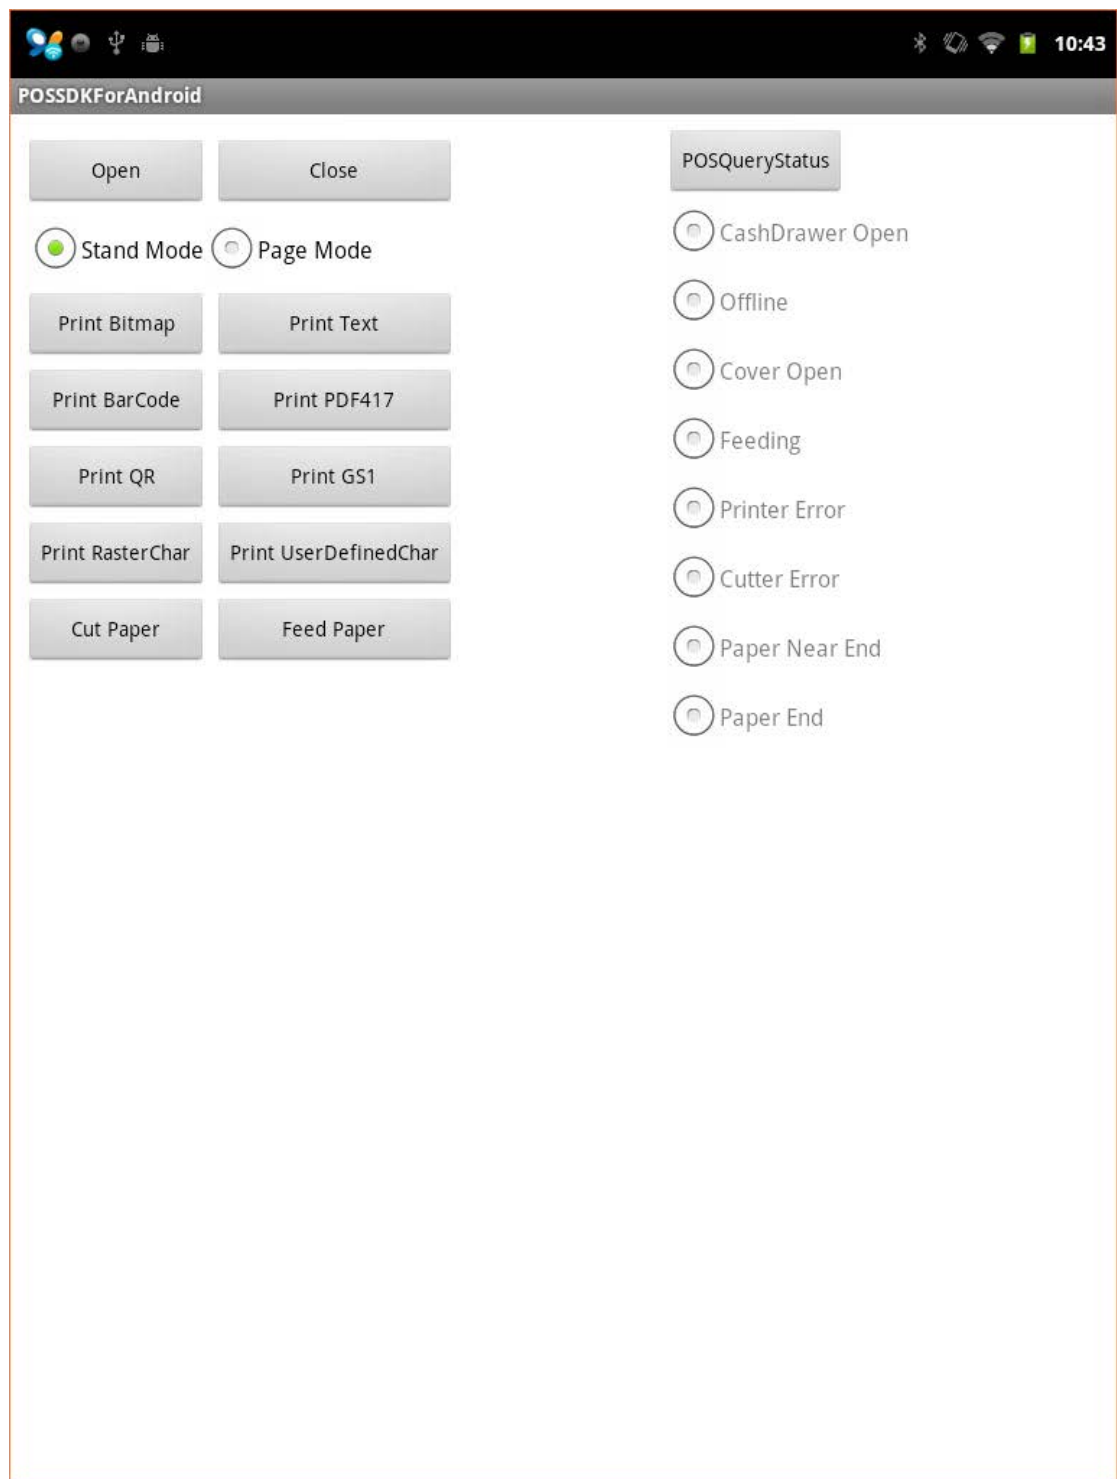 10:43
POSSDKForAndroid
Open Close
Stand Mode Page Mode
Print Bitmap Print Text
Print BarCode Print PDF417
Print QR Print GS1
Print RasterChar Print UserDefinedChar
Cut Paper Feed Paper
POSQueryStatus
CashDrawer Open
Offline
Cover Open
Feeding
Printer Error
Cutter Error
Paper Near End
Paper End